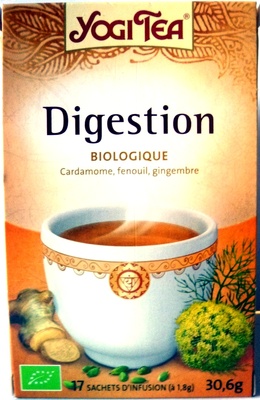 YOGI TEA®
Digestion
BIOLOGIQUE
Cardamome, fenouil, gingembre
17 SACHETS D'INFUSION (à 1,8g) 30,6g